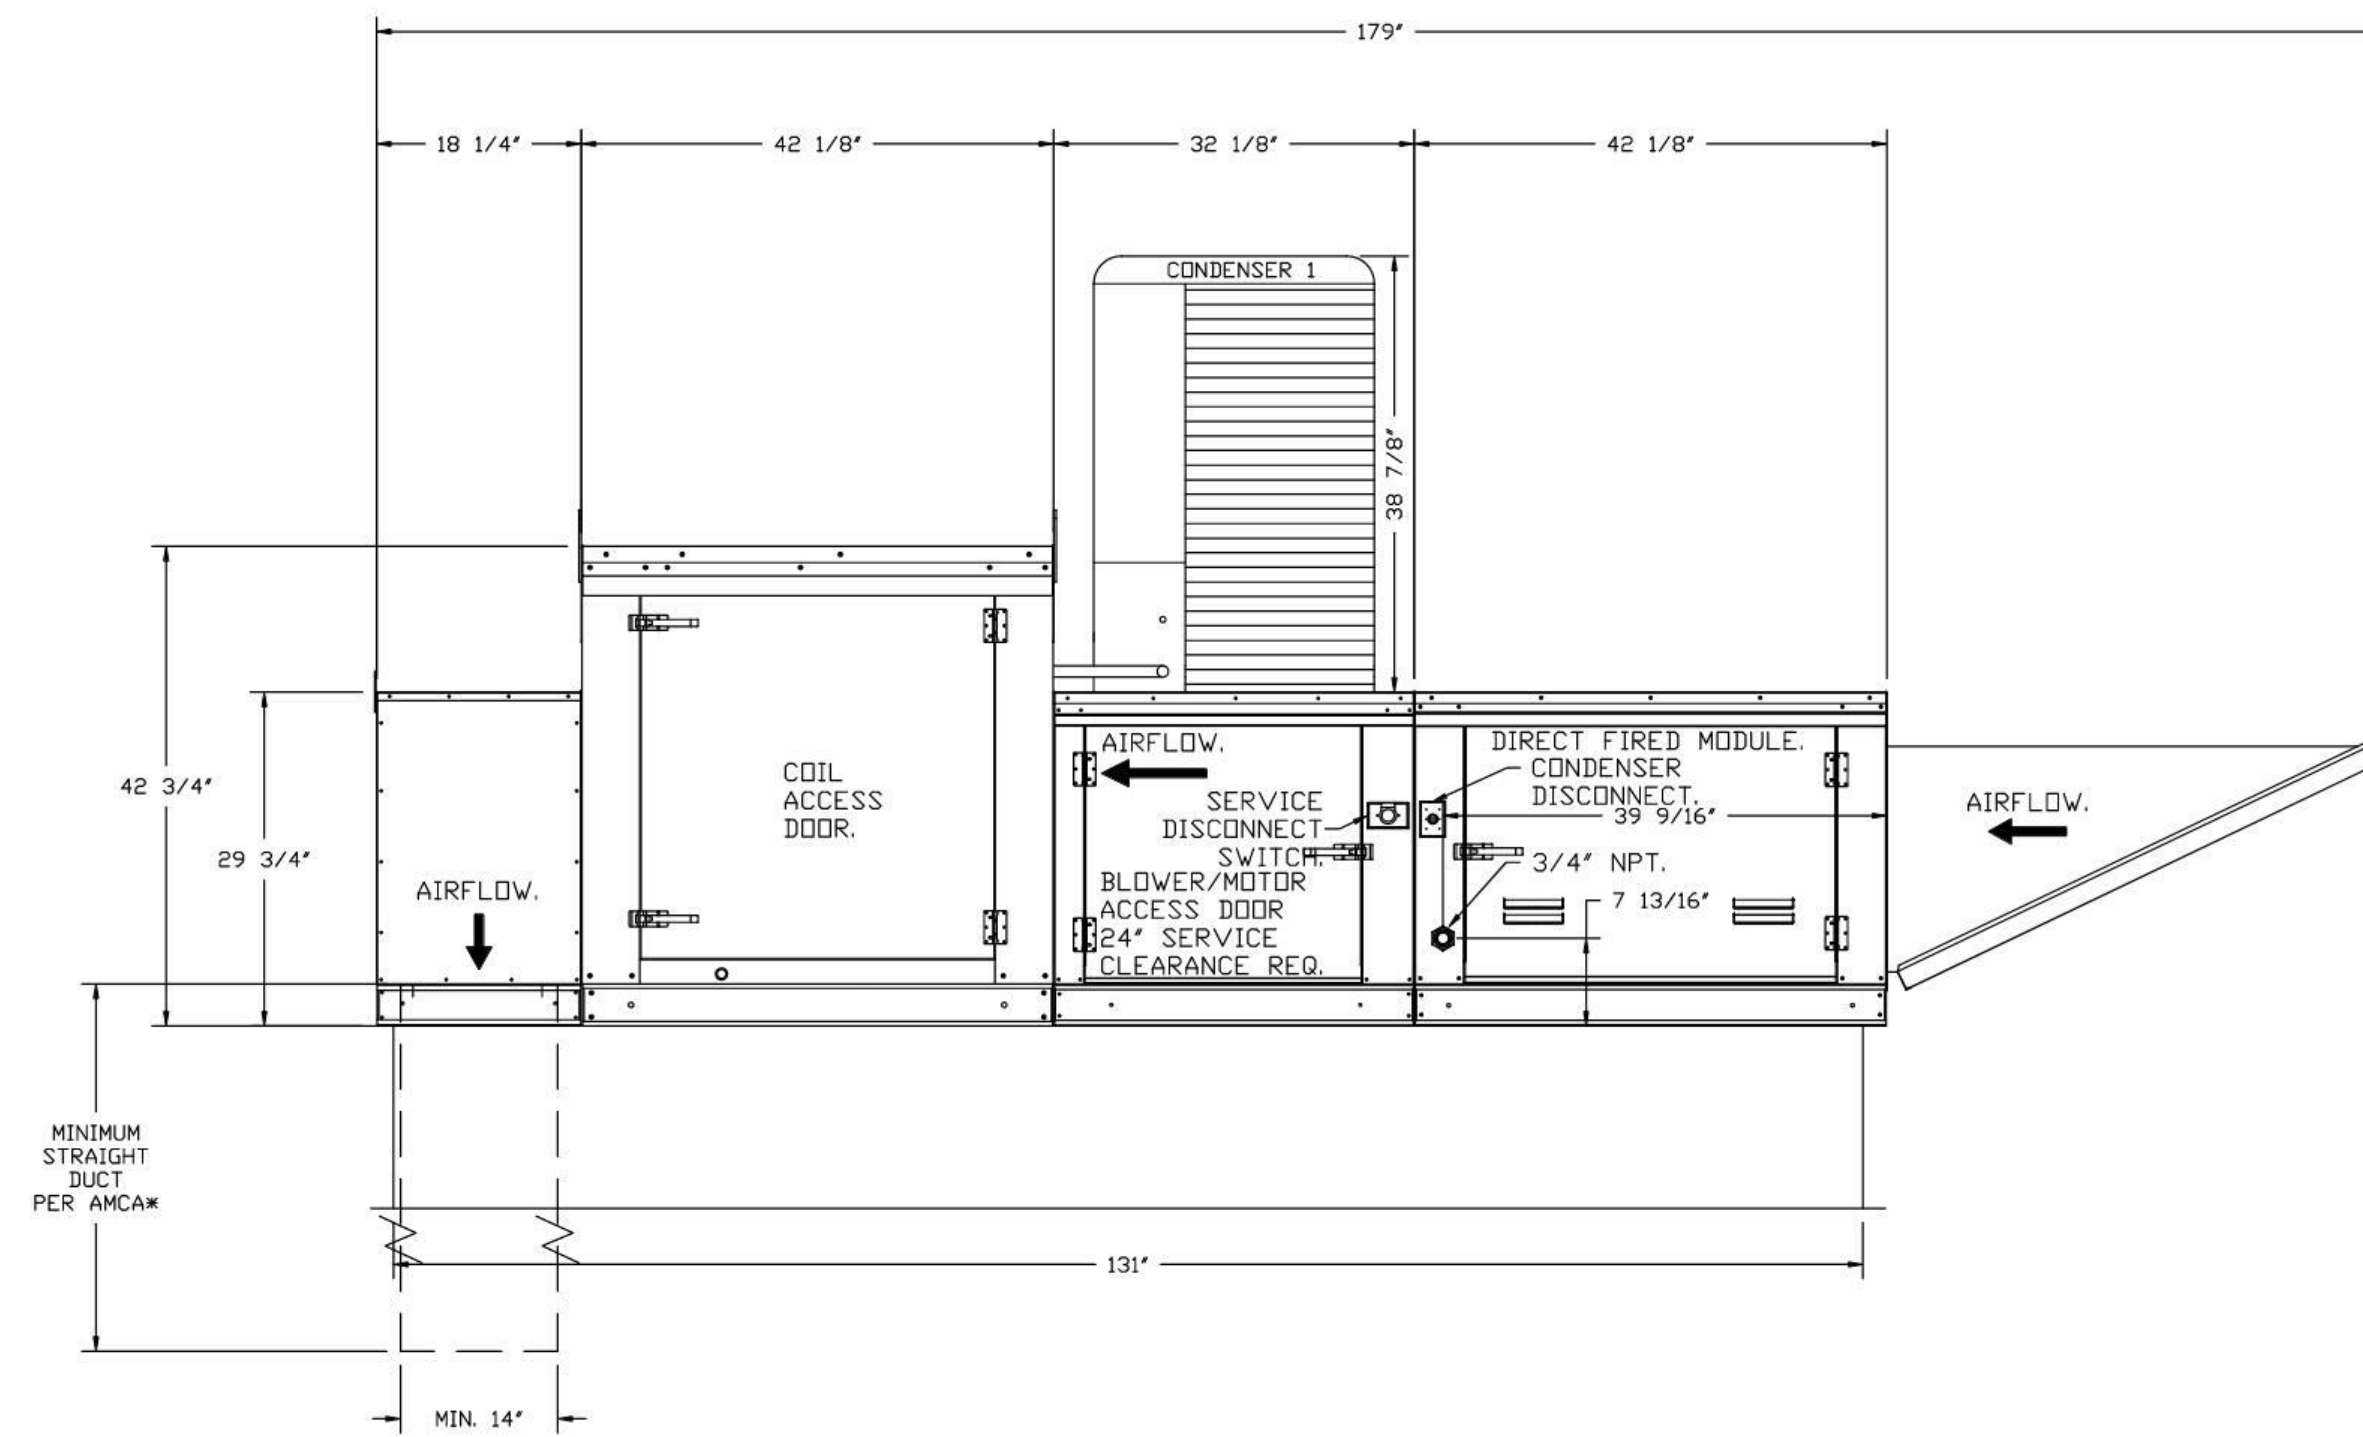 179"
18 1/4"
42 1/8"
32 1/8"
42 1/8"
CONDENSER 1
38 7/8"
42 3/4"
29 3/4"
AIRFLOW.
COIL
ACCESS
DOOR.
AIRFLOW.
SERVICE
DISCONNECT
SWITCH.
BLOWER/MOTOR
ACCESS DOOR
24" SERVICE
CLEARANCE REQ.
DIRECT FIRED MODULE.
CONDENSER
DISCONNECT.
39 9/16"
3/4" NPT.
7 13/16"
AIRFLOW.
MINIMUM
STRAIGHT
DUCT
PER AMCA*
131"
MIN. 14"